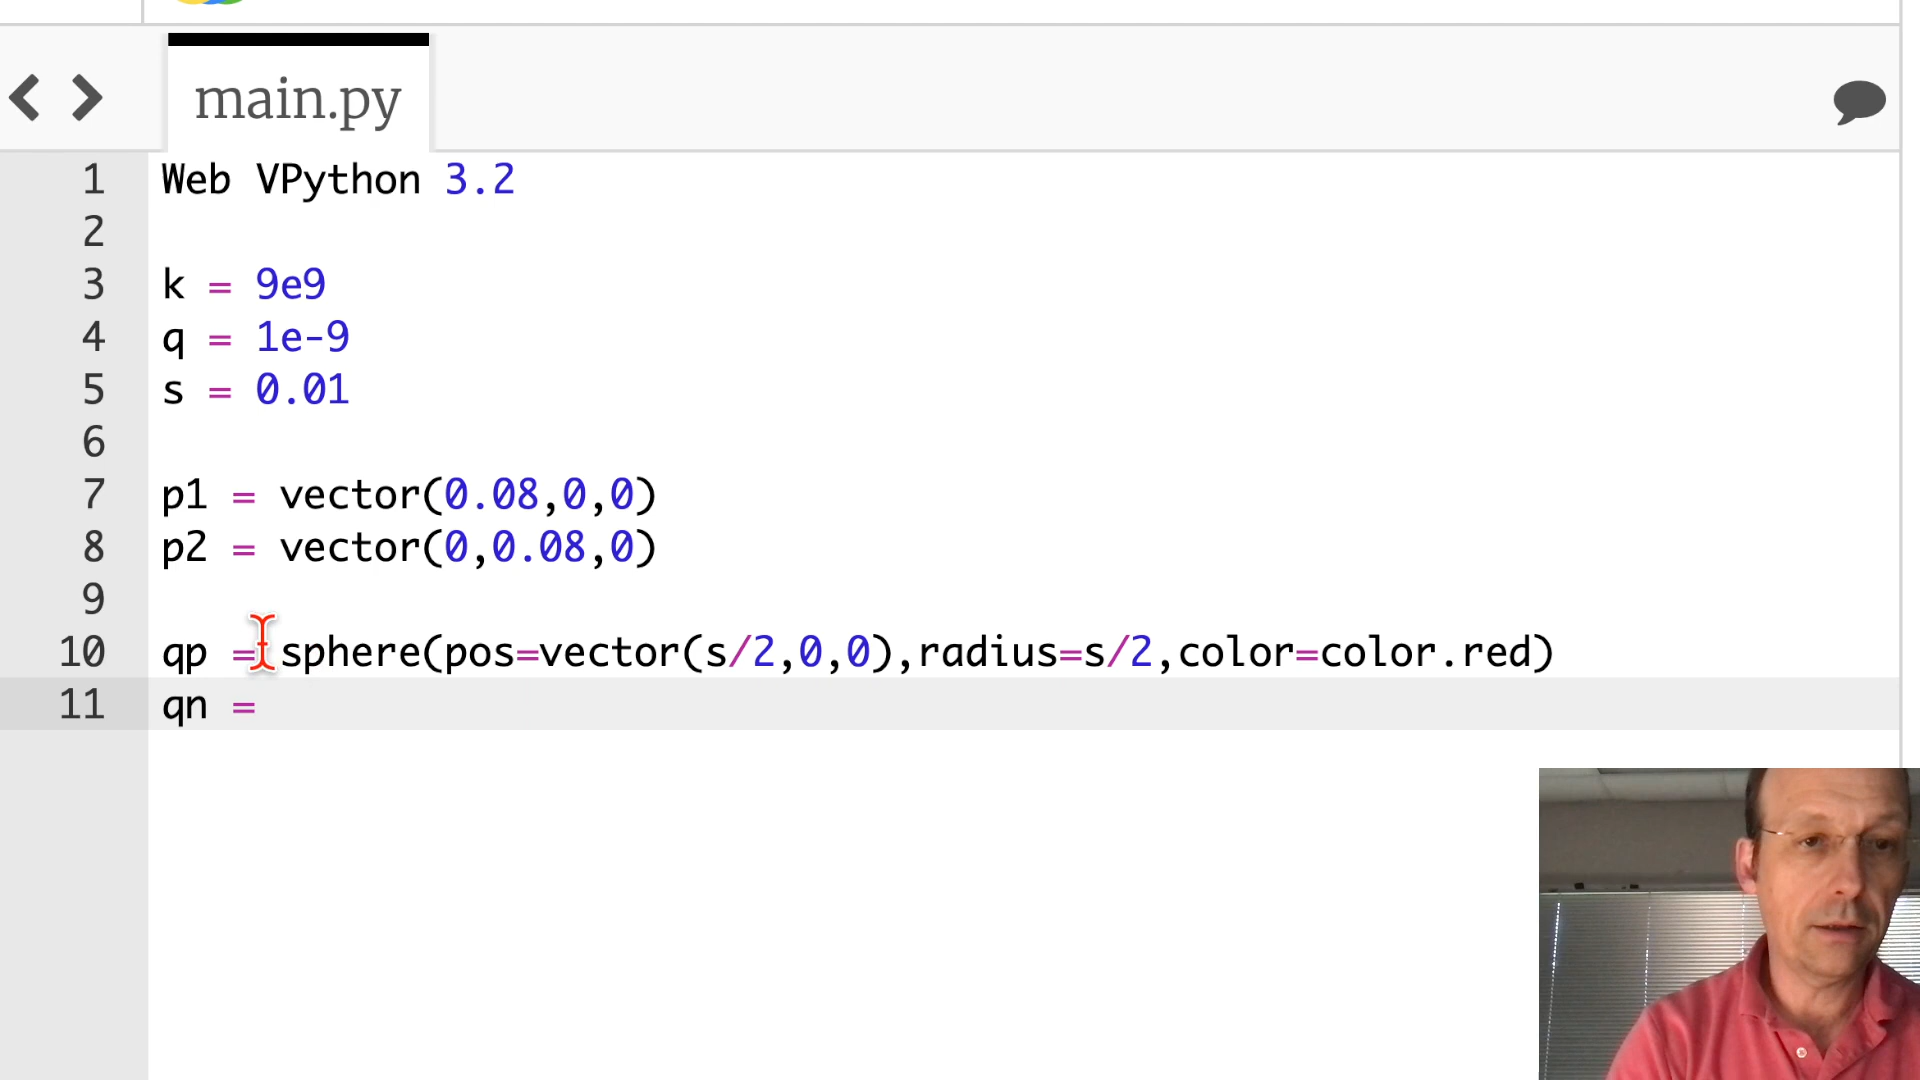 main.py
1 Web VPython 3.2
2
3 k = 9e9
4 q = 1e-9
5 s = 0.01
6
7 p1 = vector(0.08,0,0)
8 p2 = vector(0,0.08,0)
9
10 qp = sphere(pos=vector(s/2,0,0),radius=s/2,color=color.red)
11 qn =